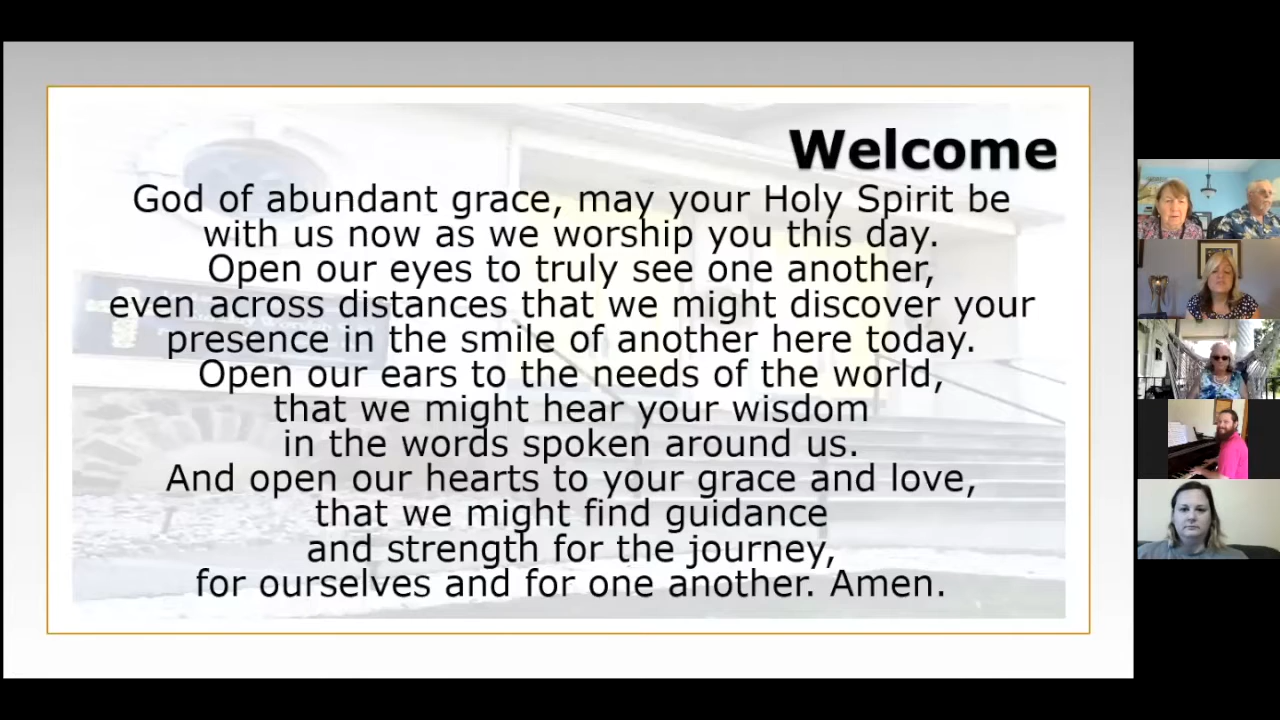 Welcome
God of abundant grace, may your Holy Spirit be
with us now as we worship you this day.
Open our eyes to truly see one another,
even across distances that we might discover your
presence in the smile of another here today.
Open our ears to the needs of the world,
that we might hear your wisdom
in the words spoken around us.
And open our hearts to your grace and love,
that we might find guidance
and strength for the journey,
for ourselves and for one another. Amen.